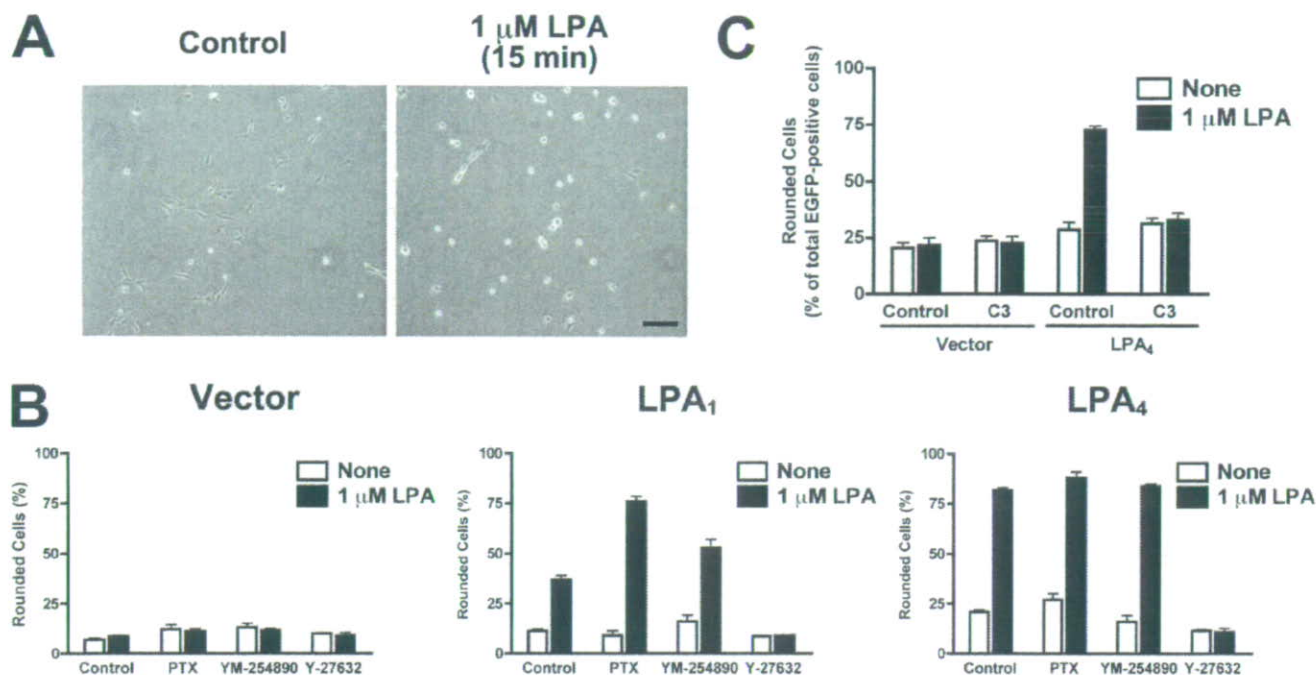 A
Control
1 μM LPA
(15 min)
C
Rounded Cells
(% of total EGFP-positive cells)
100
75
50
25
0
None
1 μM LPA
Control
C3
Control
C3
Vector
LPA₄
B
Vector
Rounded Cells (%)
100
75
50
25
0
None
1 μM LPA
Control
PTX
YM-254890
Y-27632
LPA₁
Rounded Cells (%)
100
75
50
25
0
None
1 μM LPA
Control
PTX
YM-254890
Y-27632
LPA₄
Rounded Cells (%)
100
75
50
25
0
None
1 μM LPA
Control
PTX
YM-254890
Y-27632